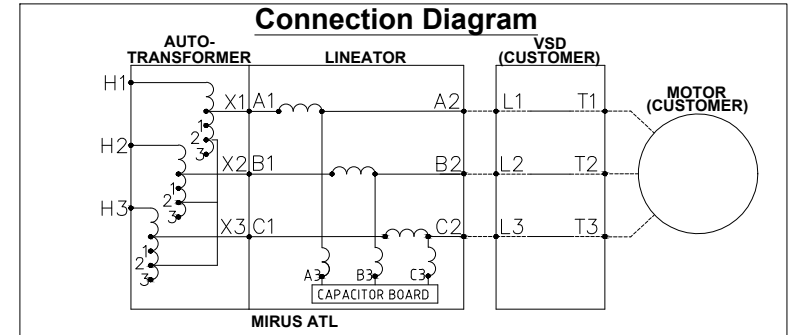 Connection Diagram
AUTO-
TRANSFORMER
LINEATOR
VSD
(CUSTOMER)
MOTOR
(CUSTOMER)
H1
X1 A1 A2 L1 T1
1
2
3
H2
X2 B1 B2 L2 T2
1
2
3
H3
X3 C1 C2 L3 T3
1
2
3
A3 B3 C3
CAPACITOR BOARD
MIRUS ATL